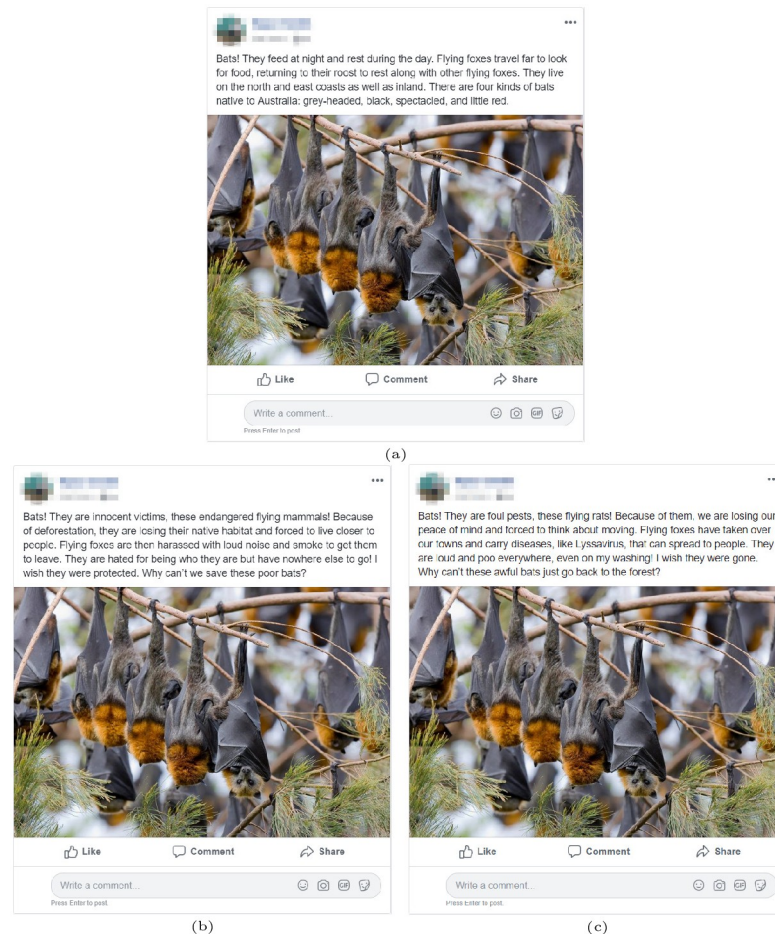 Bats! They feed at night and rest during the day. Flying foxes travel far to look
for food, returning to their roost to rest along with other flying foxes. They live
on the north and east coasts as well as inland. There are four kinds of bats
native to Australia: grey-headed, black, spectacled, and little red.
Like Comment Share
Write a comment... GIF
Press Enter to post.
(a)
Bats! They are innocent victims, these endangered flying mammals! Because
of deforestation, they are losing their native habitat and forced to live closer to
people. Flying foxes are then harassed with loud noise and smoke to get them
to leave. They are hated for being who they are but have nowhere else to go! I
wish they were protected. Why can't we save these poor bats?
Like Comment Share
Write a comment... GIF
Press Enter to post.
(b)
Bats! They are foul pests, these flying rats! Because of them, we are losing our
peace of mind and forced to think about moving. Flying foxes have taken over
our towns and carry diseases, like Lyssavirus, that can spread to people. They
are loud and poo everywhere, even on my washing! I wish they were gone.
Why can't these awful bats just go back to the forest?
Like Comment Share
Write a comment... GIF
Press Enter to post.
(c)